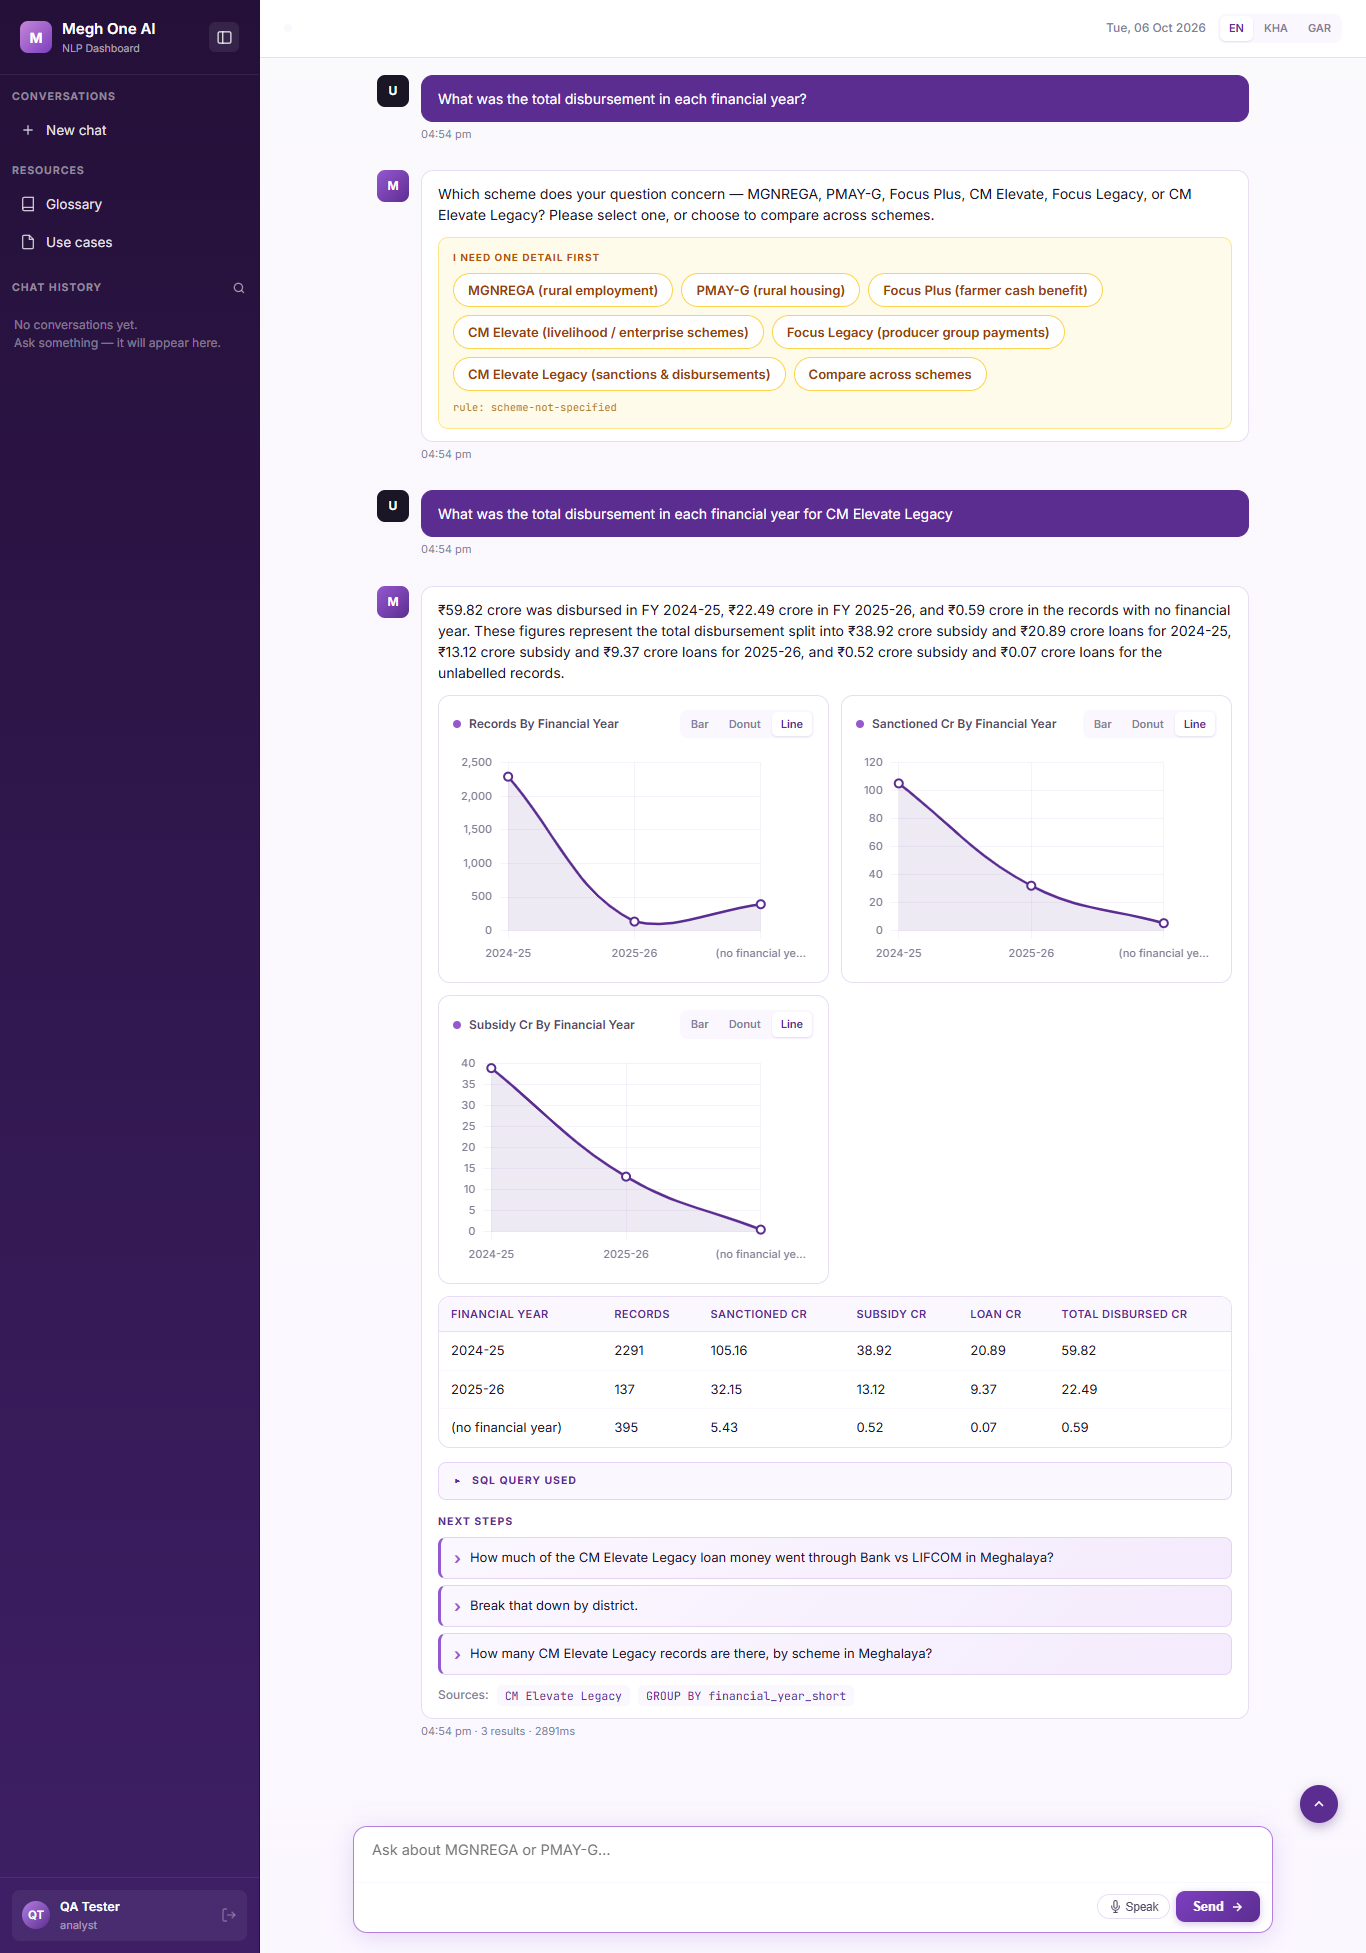 M
Megh One AI
NLP Dashboard
CONVERSATIONS
+ New chat
RESOURCES
Glossary
Use cases
CHAT HISTORY
No conversations yet.
Ask something — it will appear here.
QT
QA Tester
analyst
Tue, 06 Oct 2026
EN KHA GAR
U
What was the total disbursement in each financial year?
04:54 pm
M
Which scheme does your question concern — MGNREGA, PMAY-G, Focus Plus, CM Elevate, Focus Legacy, or CM
Elevate Legacy? Please select one, or choose to compare across schemes.
I NEED ONE DETAIL FIRST
MGNREGA (rural employment) PMAY-G (rural housing) Focus Plus (farmer cash benefit)
CM Elevate (livelihood / enterprise schemes) Focus Legacy (producer group payments)
CM Elevate Legacy (sanctions & disbursements) Compare across schemes
rule: scheme-not-specified
04:54 pm
U
What was the total disbursement in each financial year for CM Elevate Legacy
04:54 pm
M
₹59.82 crore was disbursed in FY 2024-25, ₹22.49 crore in FY 2025-26, and ₹0.59 crore in the records with no financial
year. These figures represent the total disbursement split into ₹38.92 crore subsidy and ₹20.89 crore loans for 2024-25,
₹13.12 crore subsidy and ₹9.37 crore loans for 2025-26, and ₹0.52 crore subsidy and ₹0.07 crore loans for the
unlabelled records.
Records By Financial Year Bar Donut Line
2,500
2,000
1,500
1,000
500
0
2024-25 2025-26 (no financial ye...
Sanctioned Cr By Financial Year Bar Donut Line
120
100
80
60
40
20
0
2024-25 2025-26 (no financial ye...
Subsidy Cr By Financial Year Bar Donut Line
40
35
30
25
20
15
10
5
0
2024-25 2025-26 (no financial ye...
FINANCIAL YEAR RECORDS SANCTIONED CR SUBSIDY CR LOAN CR TOTAL DISBURSED CR
2024-25 2291 105.16 38.92 20.89 59.82
2025-26 137 32.15 13.12 9.37 22.49
(no financial year) 395 5.43 0.52 0.07 0.59
SQL QUERY USED
NEXT STEPS
How much of the CM Elevate Legacy loan money went through Bank vs LIFCOM in Meghalaya?
Break that down by district.
How many CM Elevate Legacy records are there, by scheme in Meghalaya?
Sources: CM Elevate Legacy GROUP BY financial_year_short
04:54 pm · 3 results · 2891ms
Ask about MGNREGA or PMAY-G...
Speak Send →